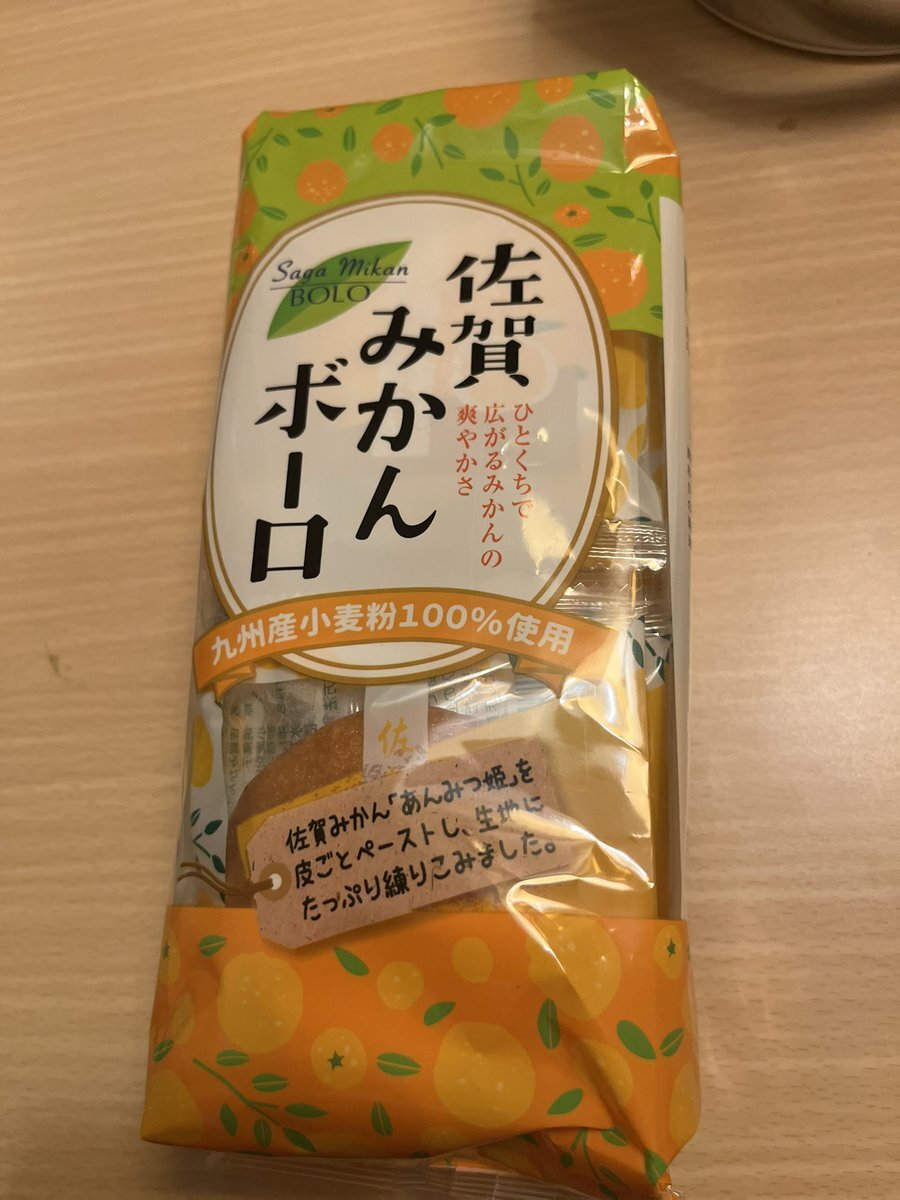 Saga Mikan
BOLO
佐賀
みかん
ボーロ
ひとくちで
広がるみかんの
爽やかさ
九州産小麦粉100%使用
佐
佐賀みかん「あんみつ姫」を
皮ごとペーストし、生地に
たっぷり練りこみました。